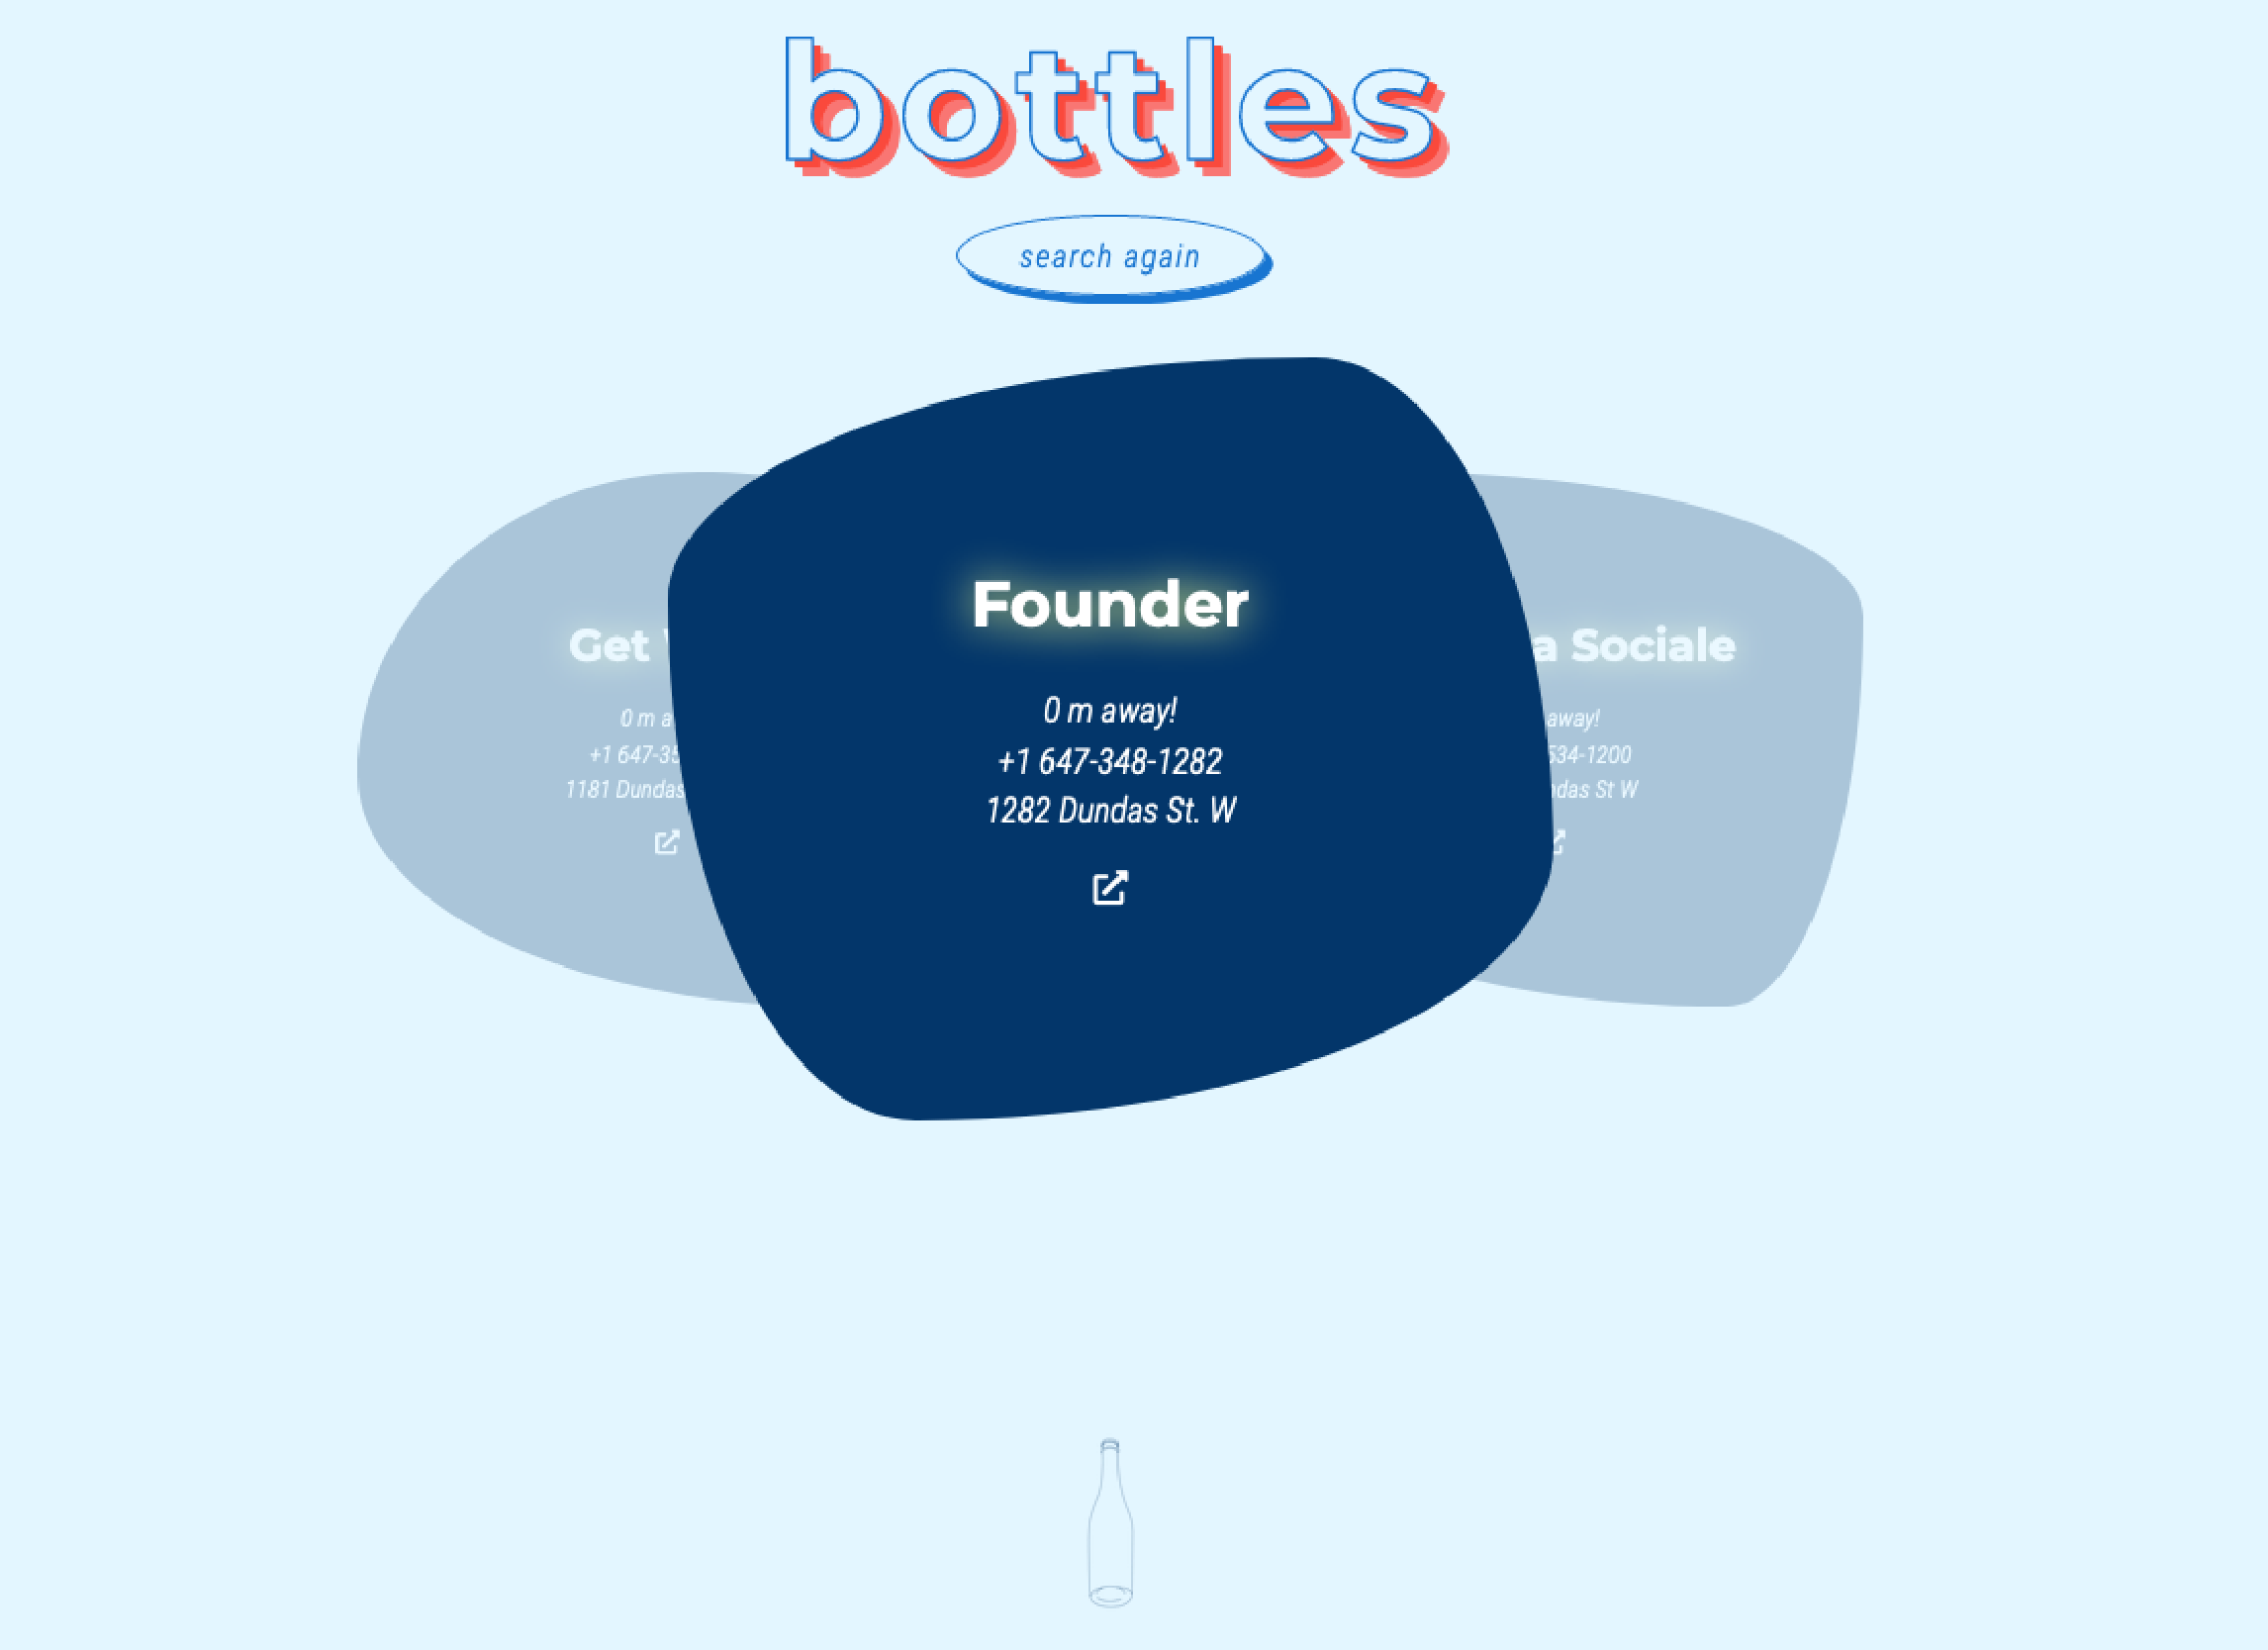 bottles
search again
Get
0 m
+1 647-35
1181 Dundas
Founder
0 m away!
+1 647-348-1282
1282 Dundas St. W
a Sociale
away!
534-1200
das St W